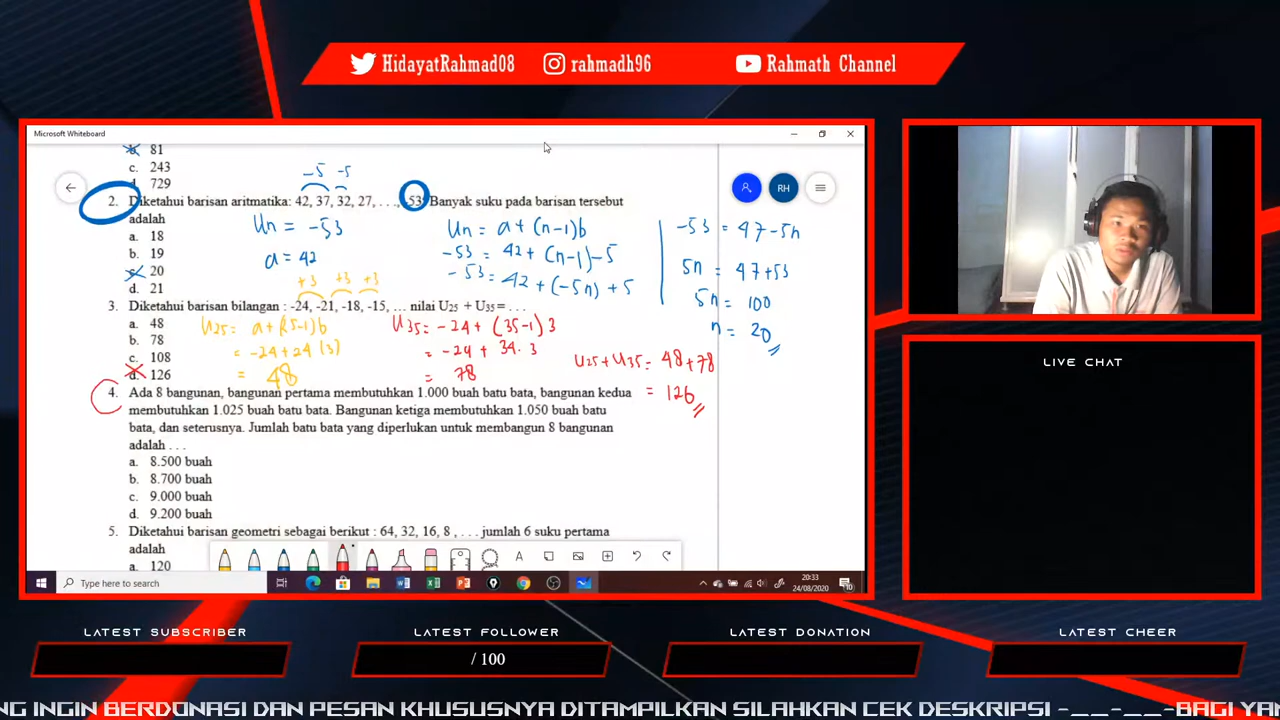 HidayatRahmad08 rahmadh96 Rahmath Channel
Microsoft Whiteboard
b. 81
c. 243
d. 729
-5 -5
2. Diketahui barisan aritmatika: 42, 37, 32, 27, . . ., -53. Banyak suku pada barisan tersebut
adalah
a. 18
b. 19
c. 20
d. 21
Un = -53
a = 42
Un = a + (n-1)b
-53 = 42 + (n-1)-5
-53 = 42 + (-5n) + 5
-53 = 47-5n
5n = 47+53
5n = 100
n = 20
+3 +3 +3
3. Diketahui barisan bilangan : -24, -21, -18, -15, … nilai U25 + U35 = …
a. 48
b. 78
c. 108
d. 126
= -24+24(3)
= 48
U35 = -24 + (35-1) 3
= -24 + 34.3
= 78
U25 + U35 = 48 + 78
= 126
4. Ada 8 bangunan, bangunan pertama membutuhkan 1.000 buah batu bata, bangunan kedua
membutuhkan 1.025 buah batu bata. Bangunan ketiga membutuhkan 1.050 buah batu
bata, dan seterusnya. Jumlah batu bata yang diperlukan untuk membangun 8 bangunan
adalah . . .
a. 8.500 buah
b. 8.700 buah
c. 9.000 buah
d. 9.200 buah
5. Diketahui barisan geometri sebagai berikut : 64, 32, 16, 8 , . . . jumlah 6 suku pertama
adalah
a. 120
RH
Type here to search
20:33
24/08/2020
LIVE CHAT
LATEST SUBSCRIBER LATEST FOLLOWER LATEST DONATION LATEST CHEER
/ 100
NG INGIN BERDONASI DAN PESAN KHUSUSNYA DITAMPILKAN SILAHKAN CEK DESKRIPSI -__-__-BAGI YAN